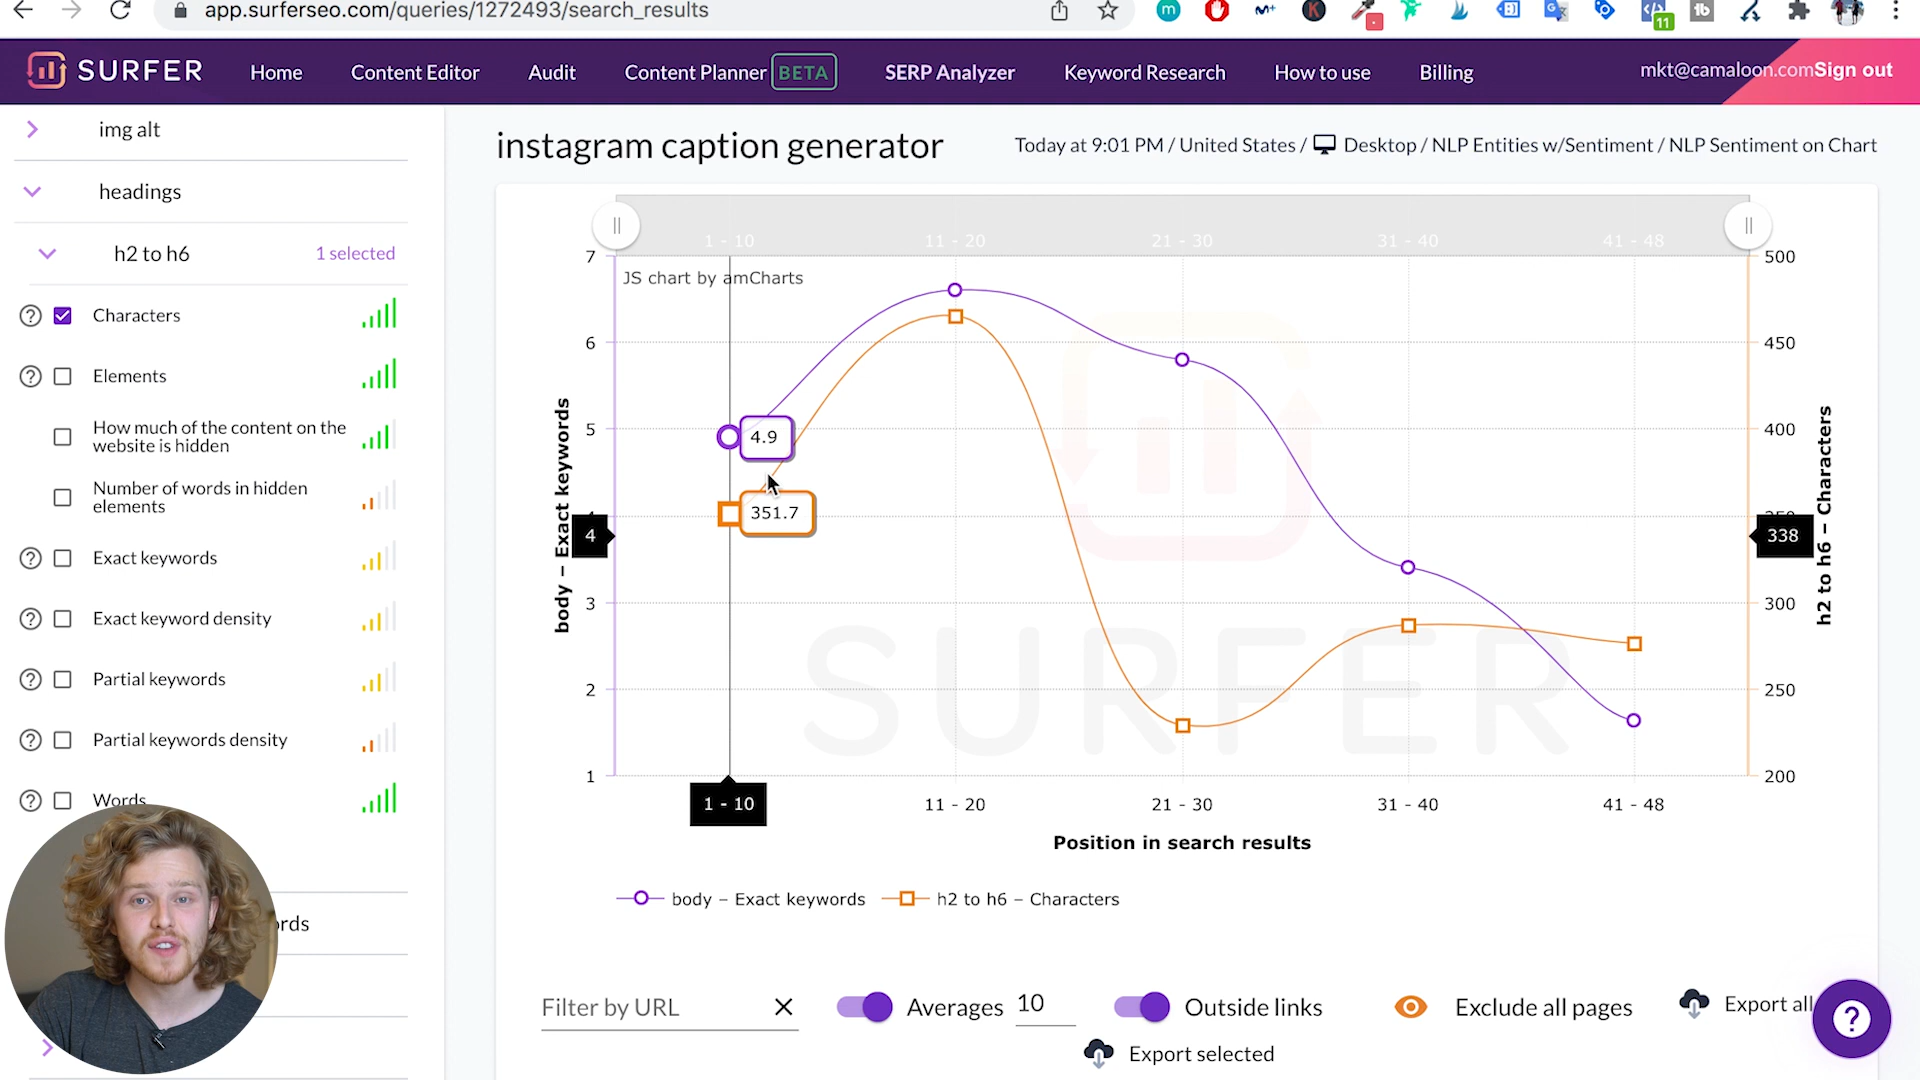 app.surferseo.com/queries/1272493/search_results
SURFER
Home
Content Editor
Audit
Content Planner BETA
SERP Analyzer
Keyword Research
How to use
Billing
mkt@camaloon.com
Sign out
img alt
headings
h2 to h6
1 selected
Characters
Elements
How much of the content on the
website is hidden
Number of words in hidden
elements
Exact keywords
Exact keyword density
Partial keywords
Partial keywords density
Words
instagram caption generator
Today at 9:01 PM / United States / Desktop / NLP Entities w/Sentiment / NLP Sentiment on Chart
1 - 10
11 - 20
21 - 30
31 - 40
41 - 48
JS chart by amCharts
7
6
5
4
3
2
1
body – Exact keywords
4.9
351.7
500
450
400
338
300
250
200
h2 to h6 – Characters
SURFER
1 - 10
11 - 20
21 - 30
31 - 40
41 - 48
Position in search results
body – Exact keywords
h2 to h6 – Characters
Filter by URL
Averages 10
Outside links
Exclude all pages
Export all
Export selected
11